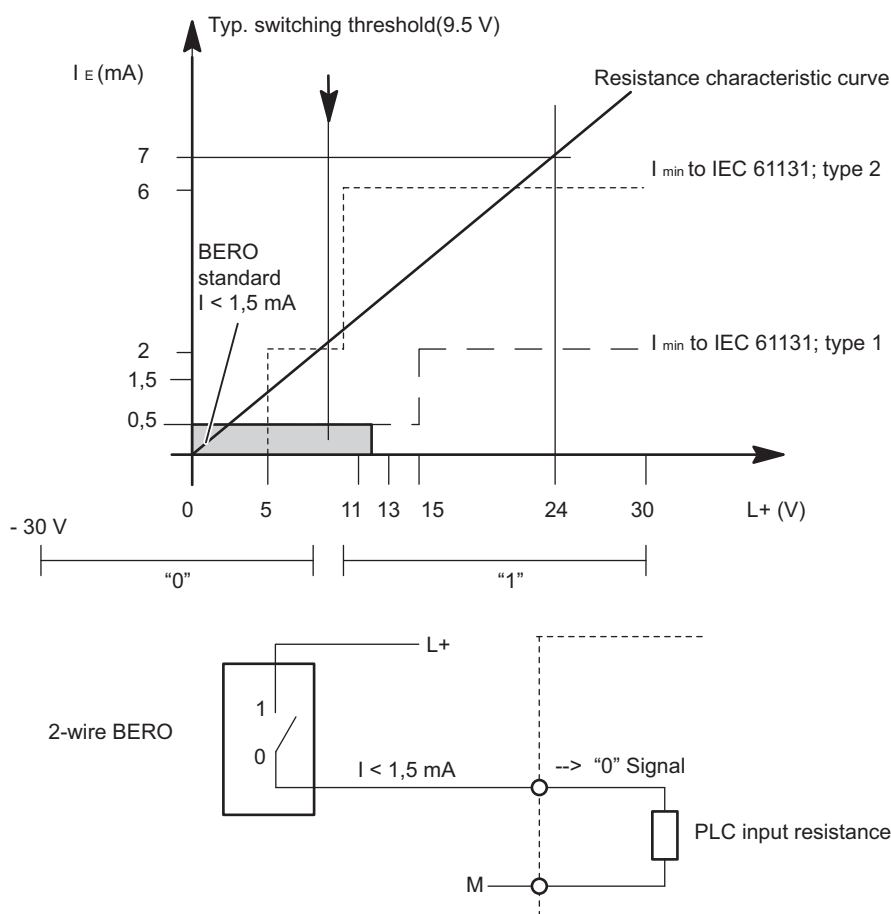 Typ. switching threshold(9.5 V)
I E (mA)
Resistance characteristic curve
7
I min to IEC 61131; type 2
6
BERO
standard
I < 1,5 mA
2
I min to IEC 61131; type 1
1,5
0,5
0
5
11
13
15
24
30
L+ (V)
- 30 V
“0”
“1”
L+
1
2-wire BERO
0
I < 1,5 mA
--> “0” Signal
PLC input resistance
M